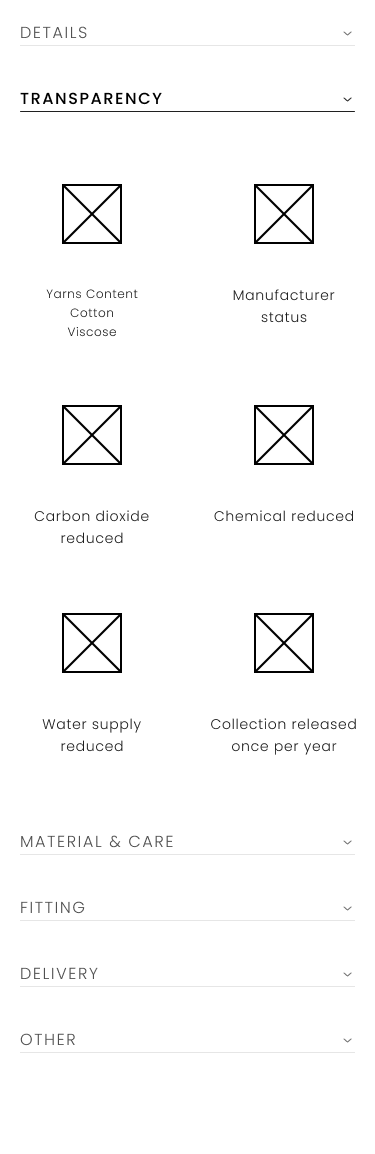 DETAILS
TRANSPARENCY
Yarns Content
Cotton
Viscose
Manufacturer
status
Carbon dioxide
reduced
Chemical reduced
Water supply
reduced
Collection released
once per year
MATERIAL & CARE
FITTING
DELIVERY
OTHER